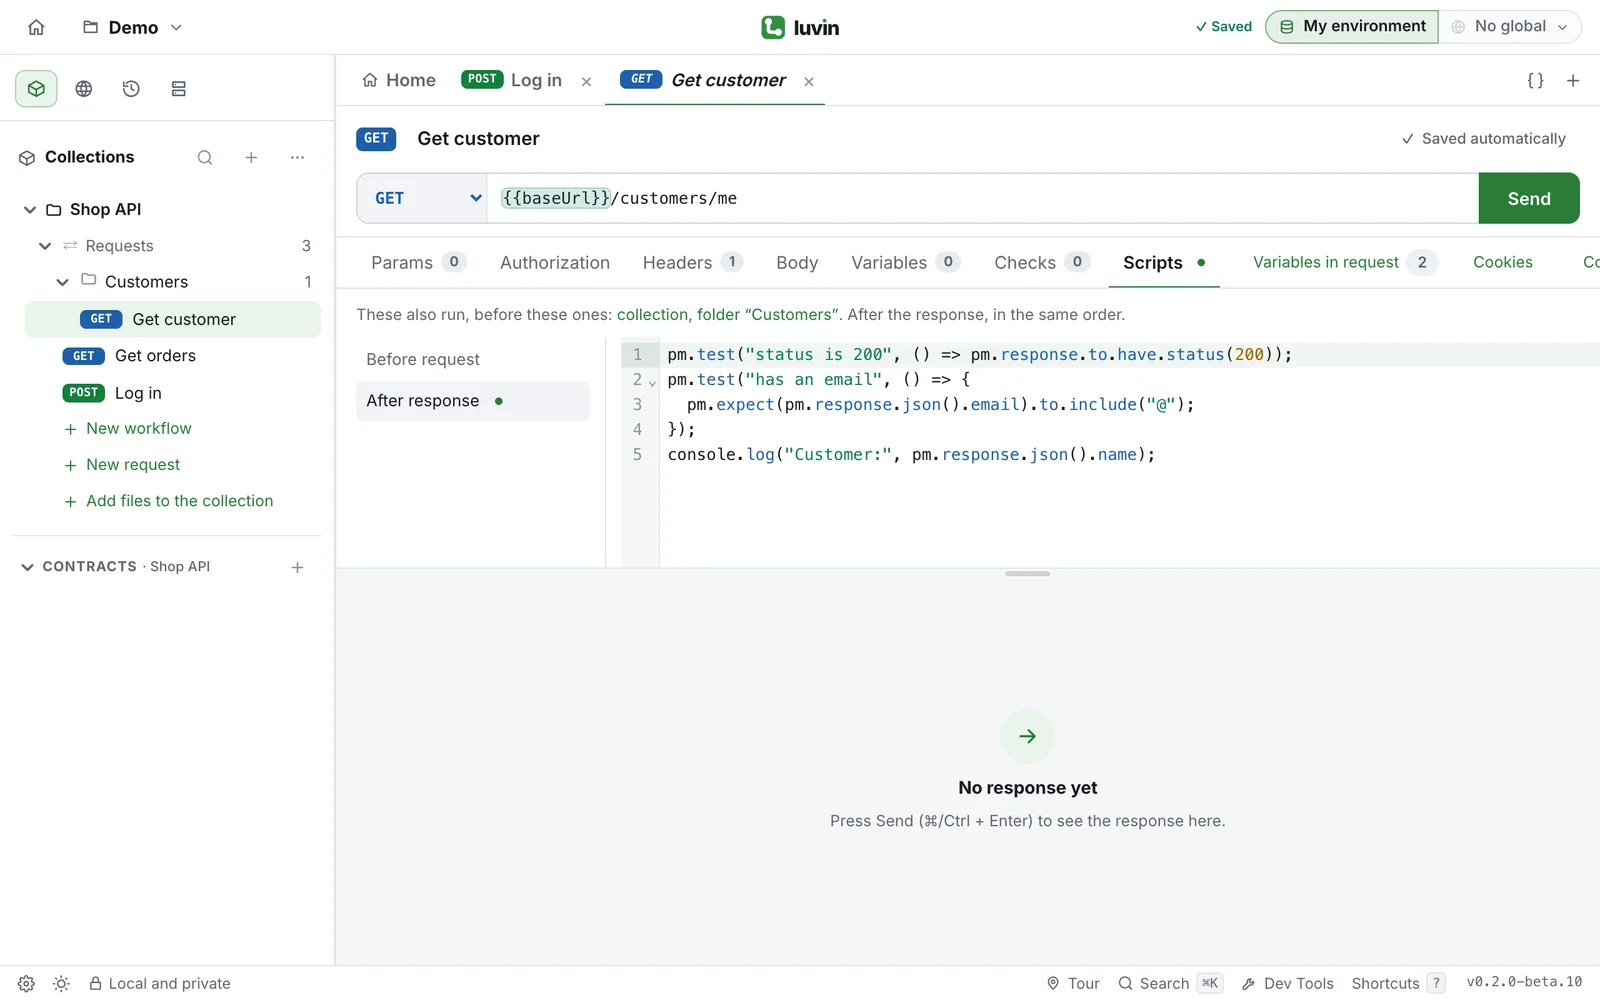 Demo
luvin
Saved
My environment
No global
Home
POST Log in
GET Get customer
{}
Collections
Shop API
Requests 3
Customers 1
GET Get customer
GET Get orders
POST Log in
New workflow
New request
Add files to the collection
CONTRACTS · Shop API
GET Get customer
Saved automatically
GET {{baseUrl}}/customers/me
Send
Params 0 Authorization Headers 1 Body Variables 0 Checks 0 Scripts Variables in request 2 Cookies Co
These also run, before these ones: collection, folder “Customers”. After the response, in the same order.
Before request
After response
1 pm.test("status is 200", () => pm.response.to.have.status(200));
2 pm.test("has an email", () => {
3 pm.expect(pm.response.json().email).to.include("@");
4 });
5 console.log("Customer:", pm.response.json().name);
No response yet
Press Send (⌘/Ctrl + Enter) to see the response here.
Local and private
Tour
Search ⌘K
Dev Tools
Shortcuts ?
v0.2.0-beta.10